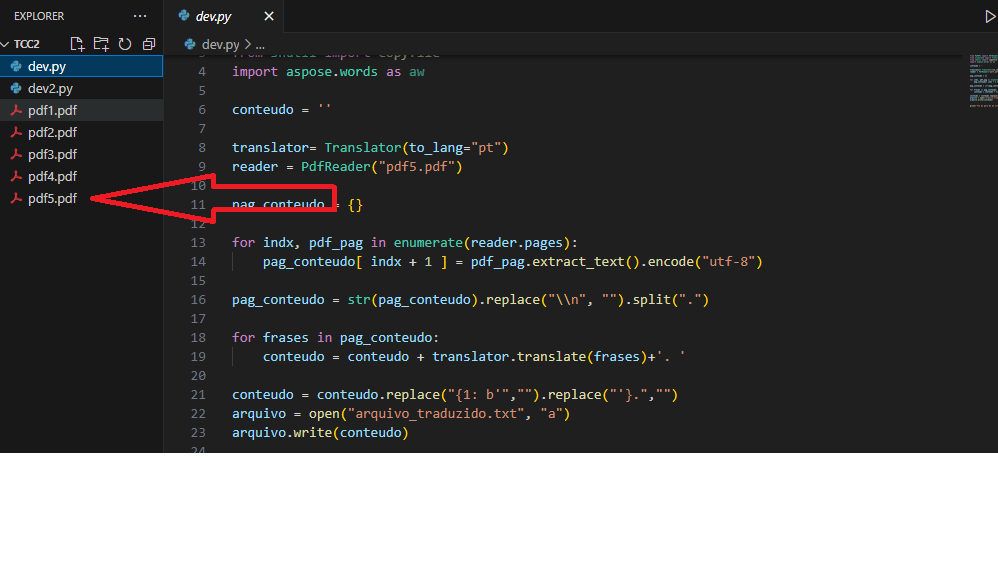 EXPLORER ...
TCC2
dev.py
dev2.py
pdf1.pdf
pdf2.pdf
pdf3.pdf
pdf4.pdf
pdf5.pdf
dev.py
dev.py > ...
3 from shutil import copyfile
4 import aspose.words as aw
5
6 conteudo = ''
7
8 translator= Translator(to_lang="pt")
9 reader = PdfReader("pdf5.pdf")
10
11 pag_conteudo = {}
12
13 for indx, pdf_pag in enumerate(reader.pages):
14 pag_conteudo[ indx + 1 ] = pdf_pag.extract_text().encode("utf-8")
15
16 pag_conteudo = str(pag_conteudo).replace("\\n", "").split(".")
17
18 for frases in pag_conteudo:
19 conteudo = conteudo + translator.translate(frases)+'. '
20
21 conteudo = conteudo.replace("{1: b'","").replace("'}.","")
22 arquivo = open("arquivo_traduzido.txt", "a")
23 arquivo.write(conteudo)
24